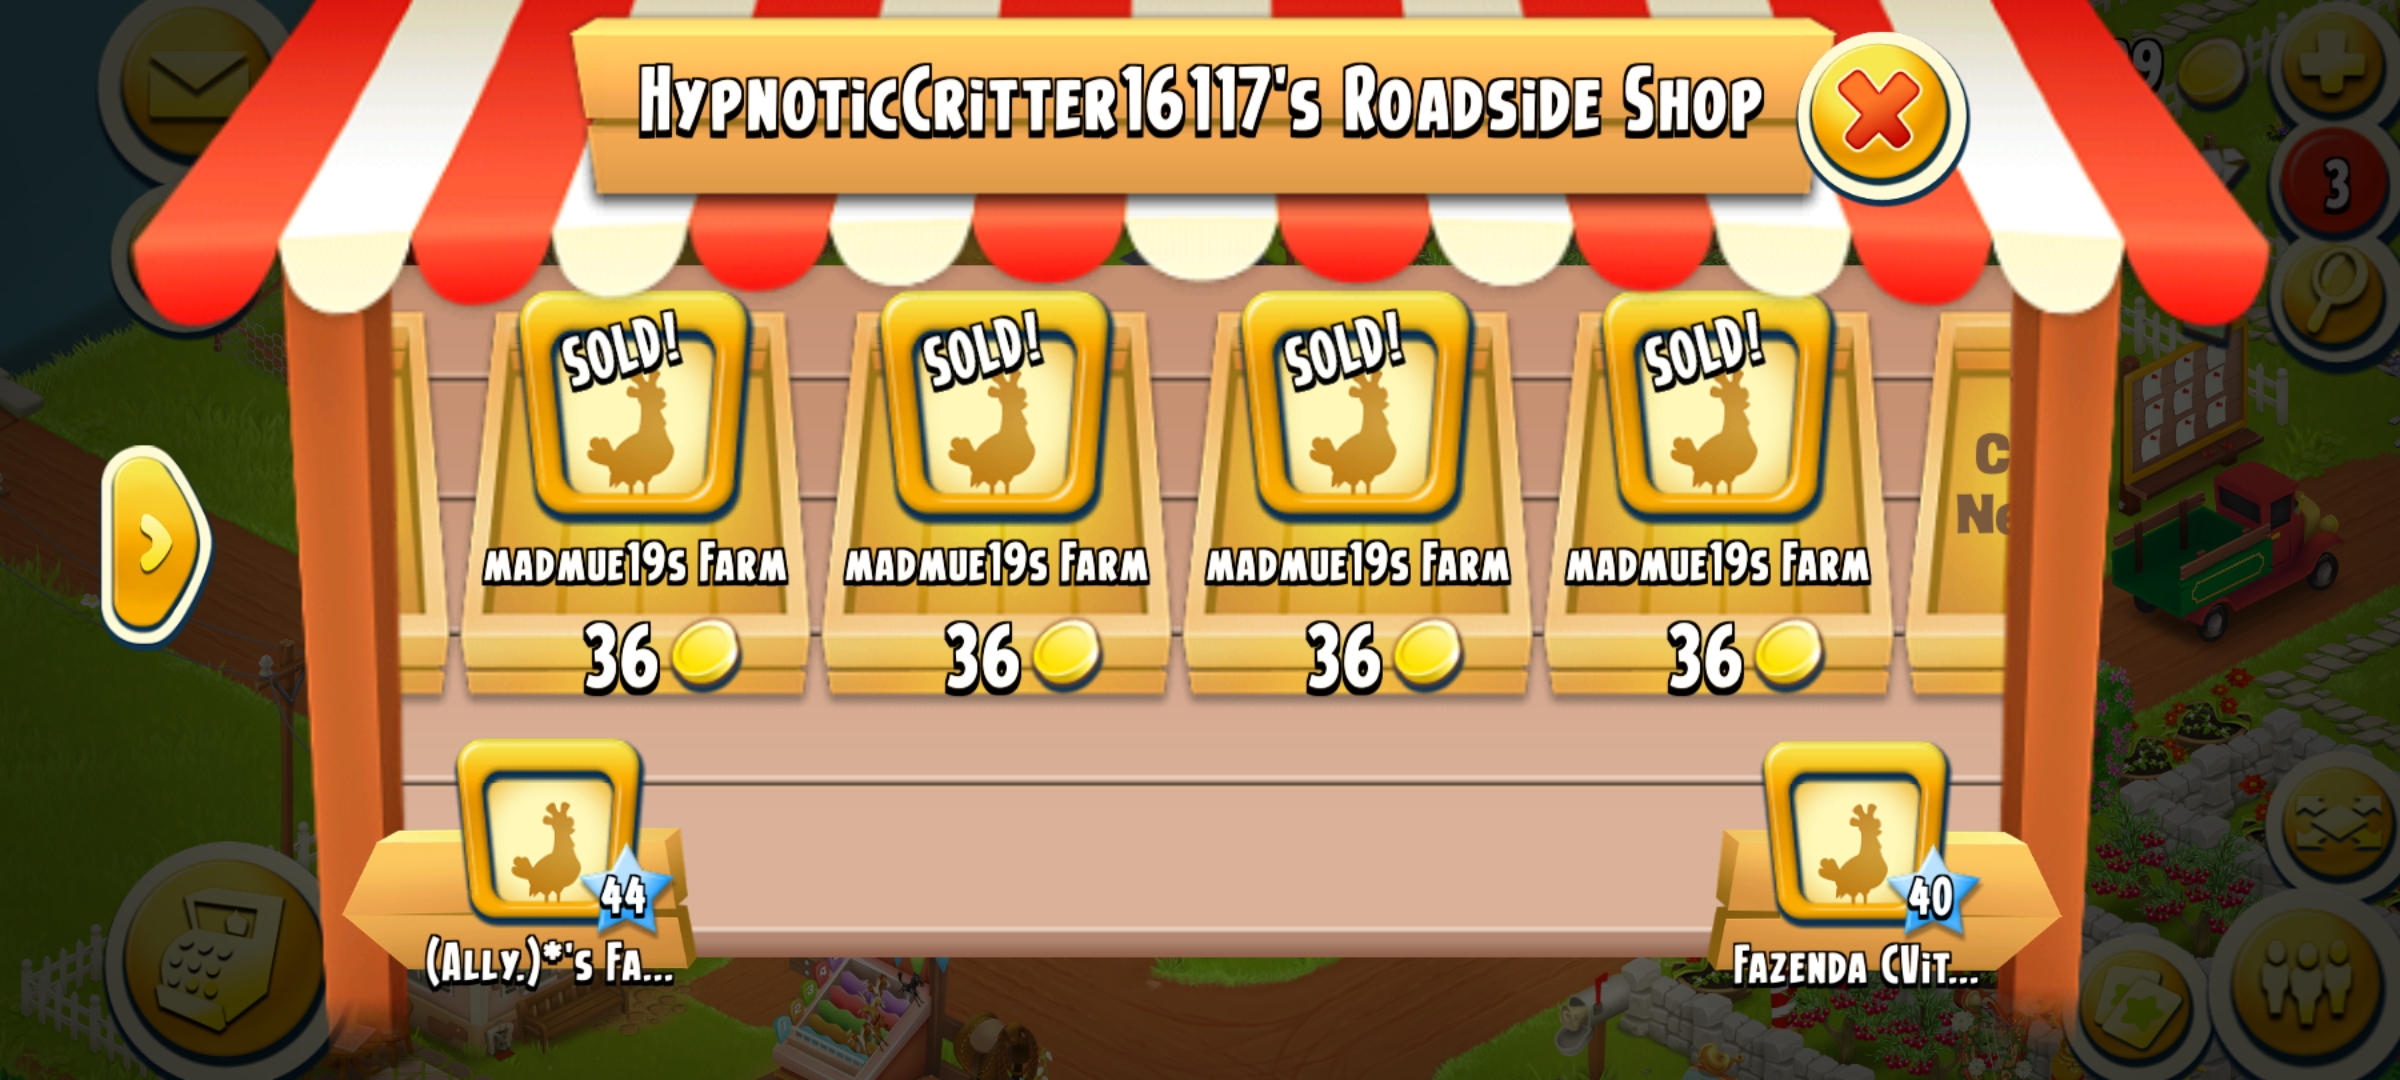 HypnoticCritter16117's Roadside Shop
9
3
SOLD! SOLD! SOLD! SOLD!
madmue19s Farm madmue19s Farm madmue19s Farm madmue19s Farm
36 36 36 36
44 40
(Ally.)*'s Fa... Fazenda CVit...